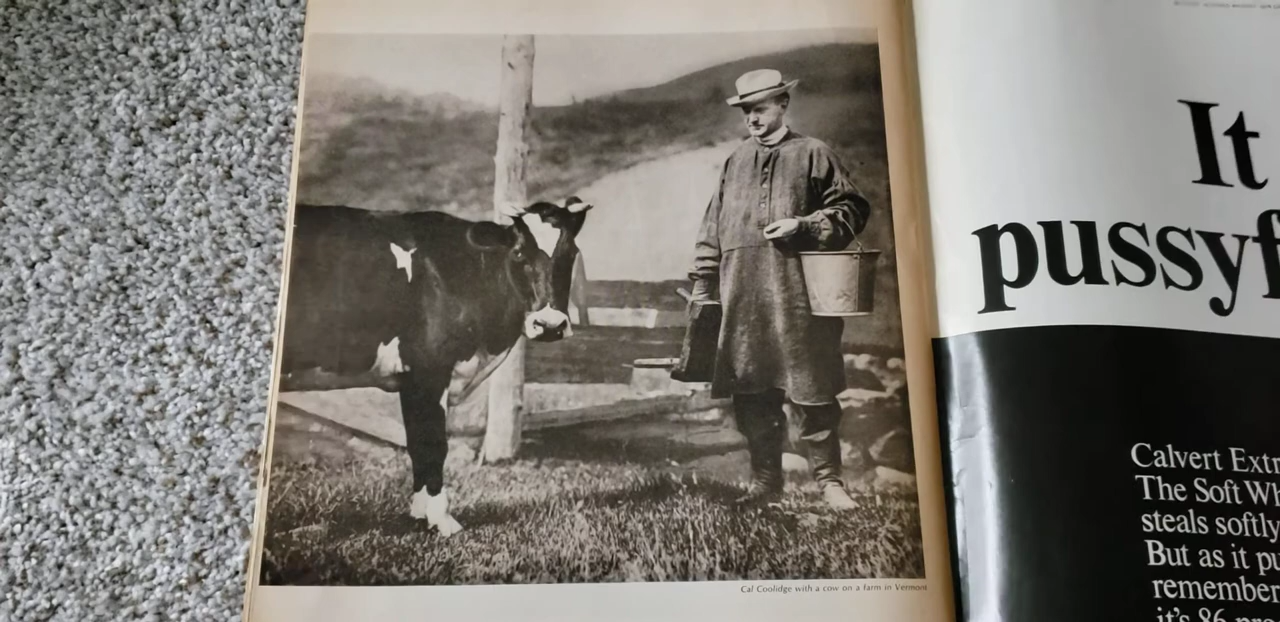 Cal Coolidge with a cow on a farm in Vermont
It
pussyf
Calvert Extr
The Soft Wh
steals softly
But as it pu
remember
it's 86 pro